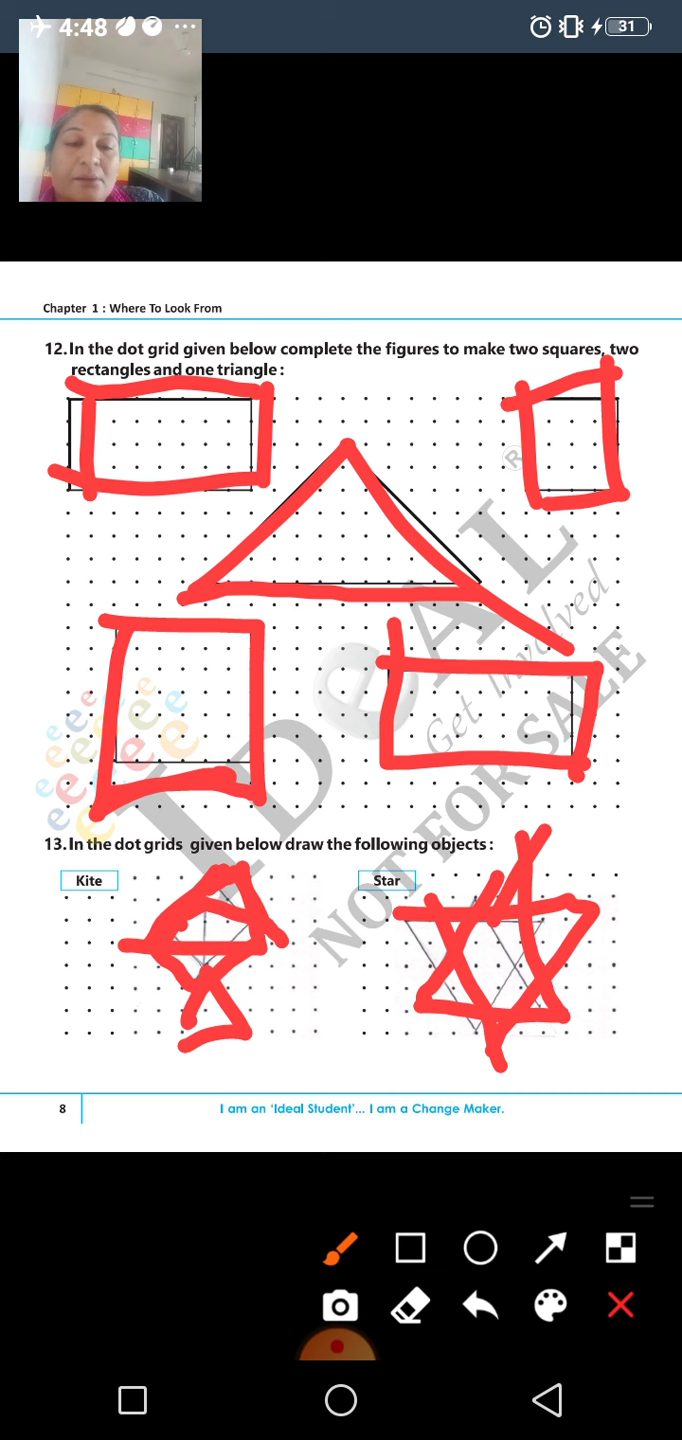 4:48
31
Chapter 1 : Where To Look From
12.In the dot grid given below complete the figures to make two squares, two
rectangles and one triangle :
R
IDeAL
Get Involved
NOT FOR SALE
13.In the dot grids given below draw the following objects :
Kite
Star
8
I am an ‘Ideal Student’... I am a Change Maker.